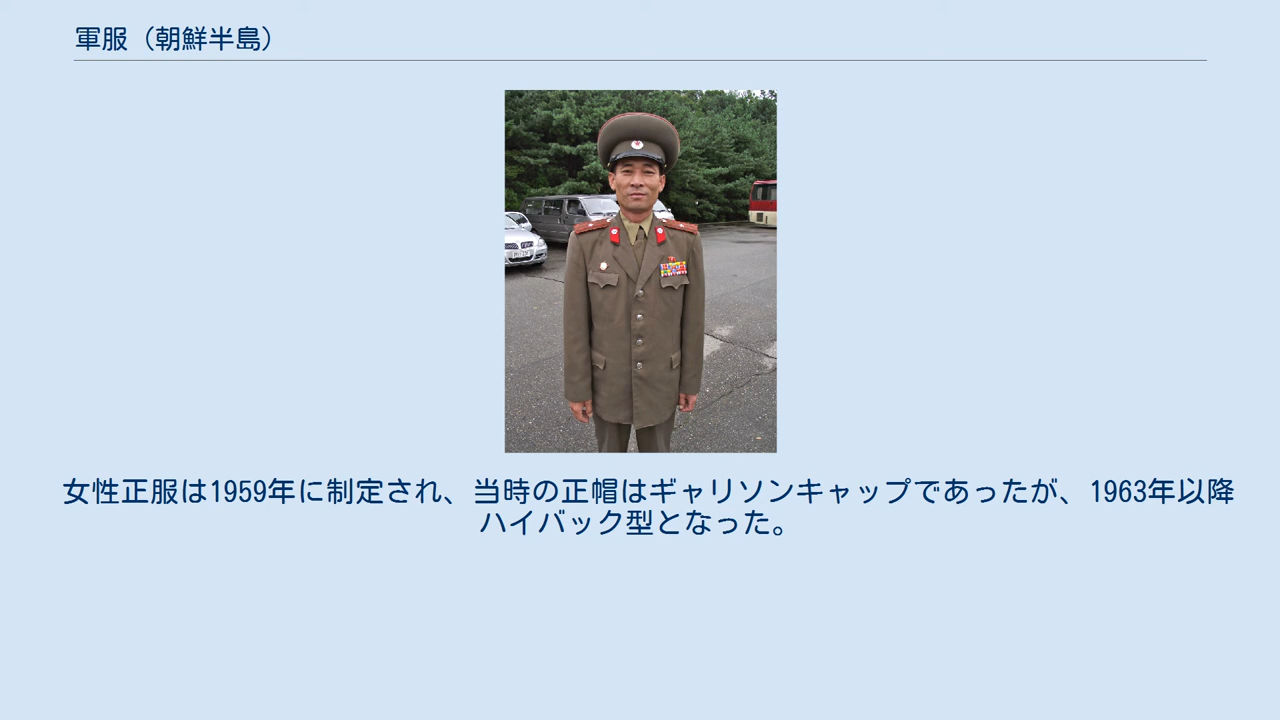 軍服（朝鮮半島）
女性正服は1959年に制定され、当時の正帽はギャリソンキャップであったが、1963年以降
ハイバック型となった。